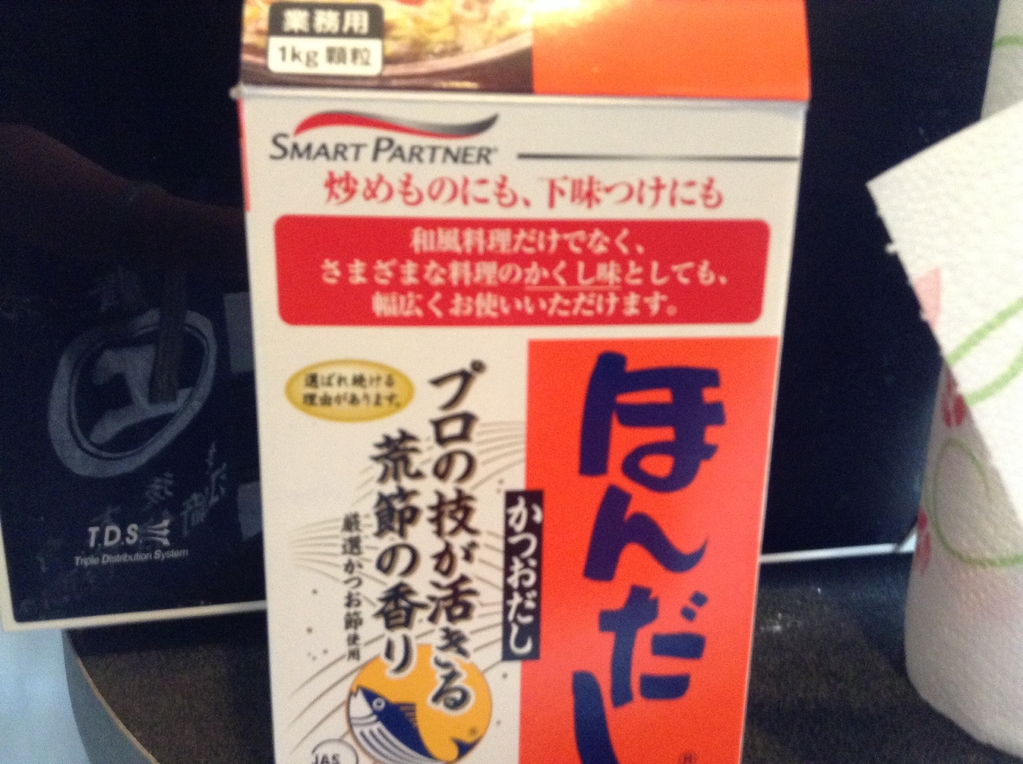 業務用
1kg 顆粒
SMART PARTNER
炒めものにも、下味つけにも
和風料理だけでなく、
さまざまな料理のかくし味としても、
幅広くお使いいただけます。
選ばれ続ける
理由があります。
ほんだし
かつおだし
プロの技が活きる
荒節の香り
厳選かつお節使用
JAS
T.D.S.
Triple Distribution System